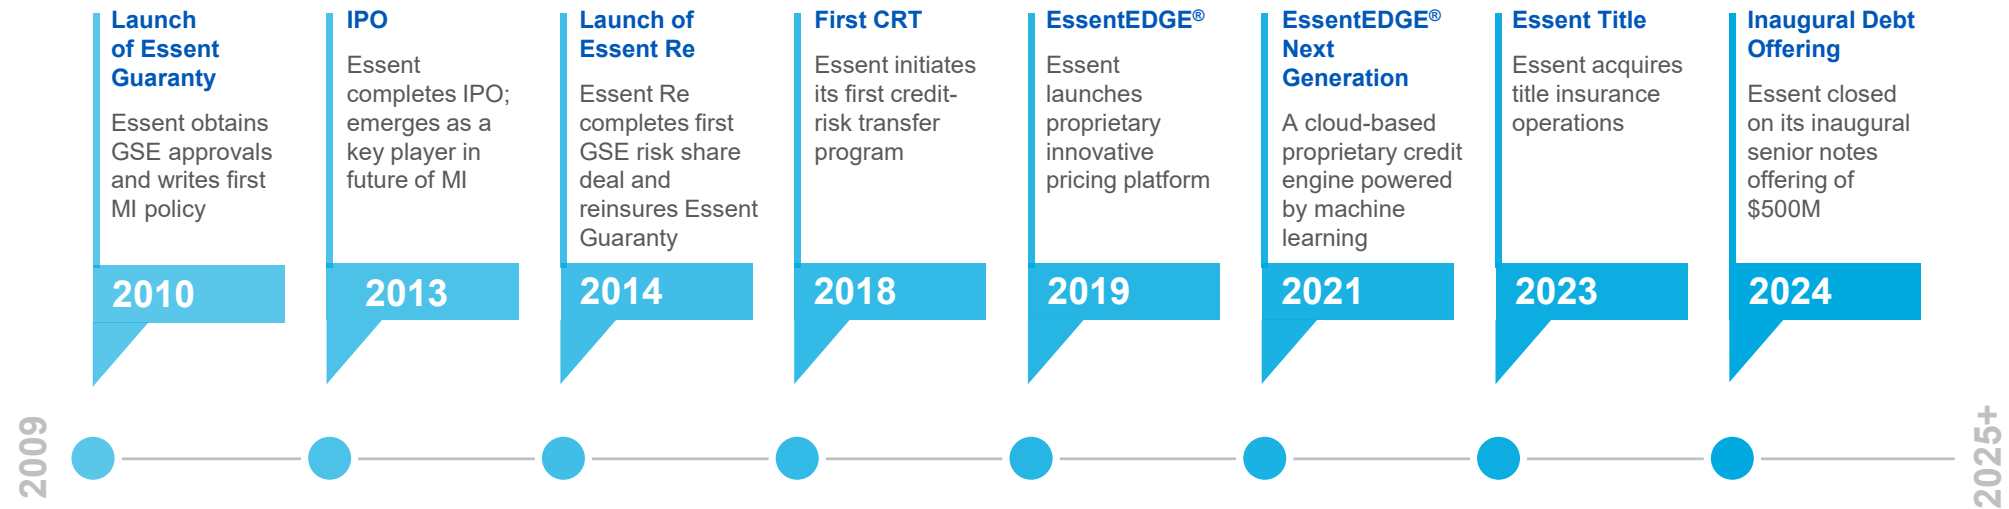 Launch
of Essent
Guaranty
Essent obtains
GSE approvals
and writes first
MI policy
2010
IPO
Essent
completes IPO;
emerges as a
key player in
future of MI
2013
Launch of
Essent Re
Essent Re
completes first
GSE risk share
deal and
reinsures Essent
Guaranty
2014
First CRT
Essent initiates
its first credit-
risk transfer
program
2018
EssentEDGE®
Essent
launches
proprietary
innovative
pricing platform
2019
EssentEDGE®
Next
Generation
A cloud-based
proprietary credit
engine powered
by machine
learning
2021
Essent Title
Essent acquires
title insurance
operations
2023
Inaugural Debt
Offering
Essent closed
on its inaugural
senior notes
offering of
$500M
2024
2009
2025+